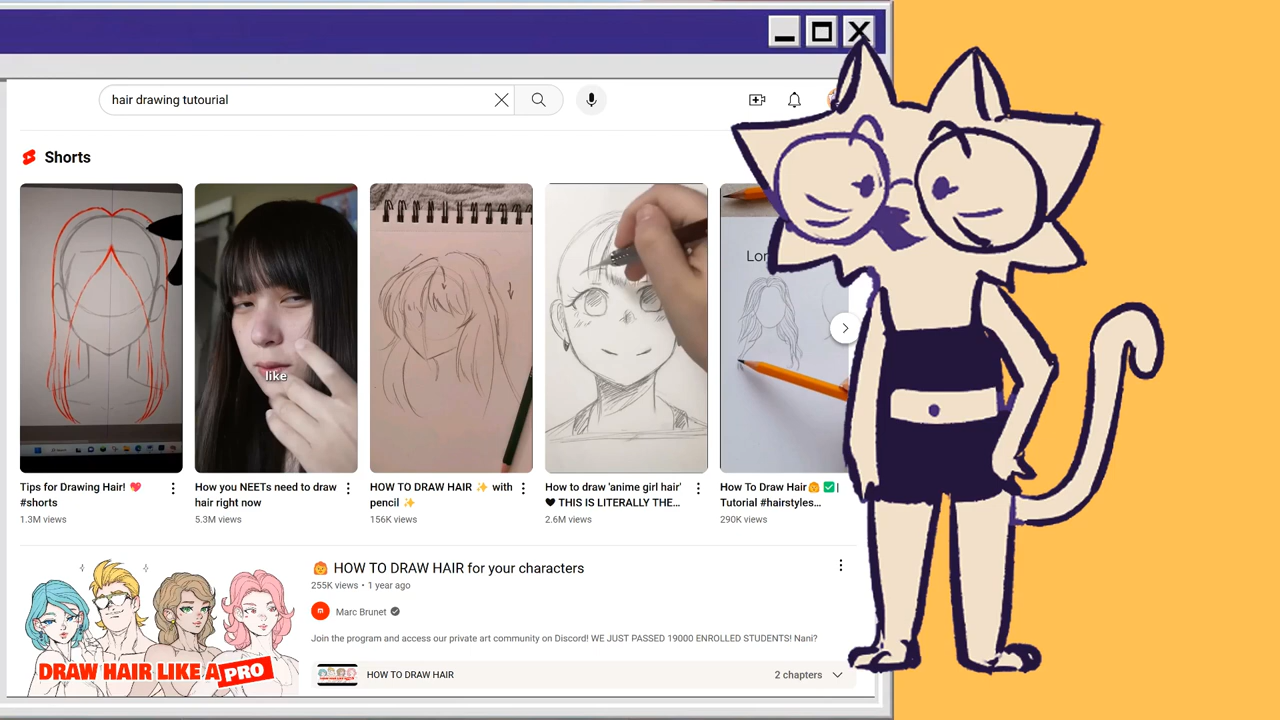 hair drawing tutourial
Shorts
Lor
like
Tips for Drawing Hair! 💖
#shorts
1.3M views
How you NEETs need to draw
hair right now
5.3M views
HOW TO DRAW HAIR ✨ with
pencil ✨
156K views
How to draw 'anime girl hair'
🖤 THIS IS LITERALLY THE...
2.6M views
How To Draw Hair👩‍🦰 ✅ |
Tutorial #hairstyles...
290K views
👩‍🦰 HOW TO DRAW HAIR for your characters
255K views • 1 year ago
Marc Brunet
Join the program and access our private art community on Discord! WE JUST PASSED 19000 ENROLLED STUDENTS! Nani?
DRAW HAIR LIKE A PRO
HOW TO DRAW HAIR
2 chapters